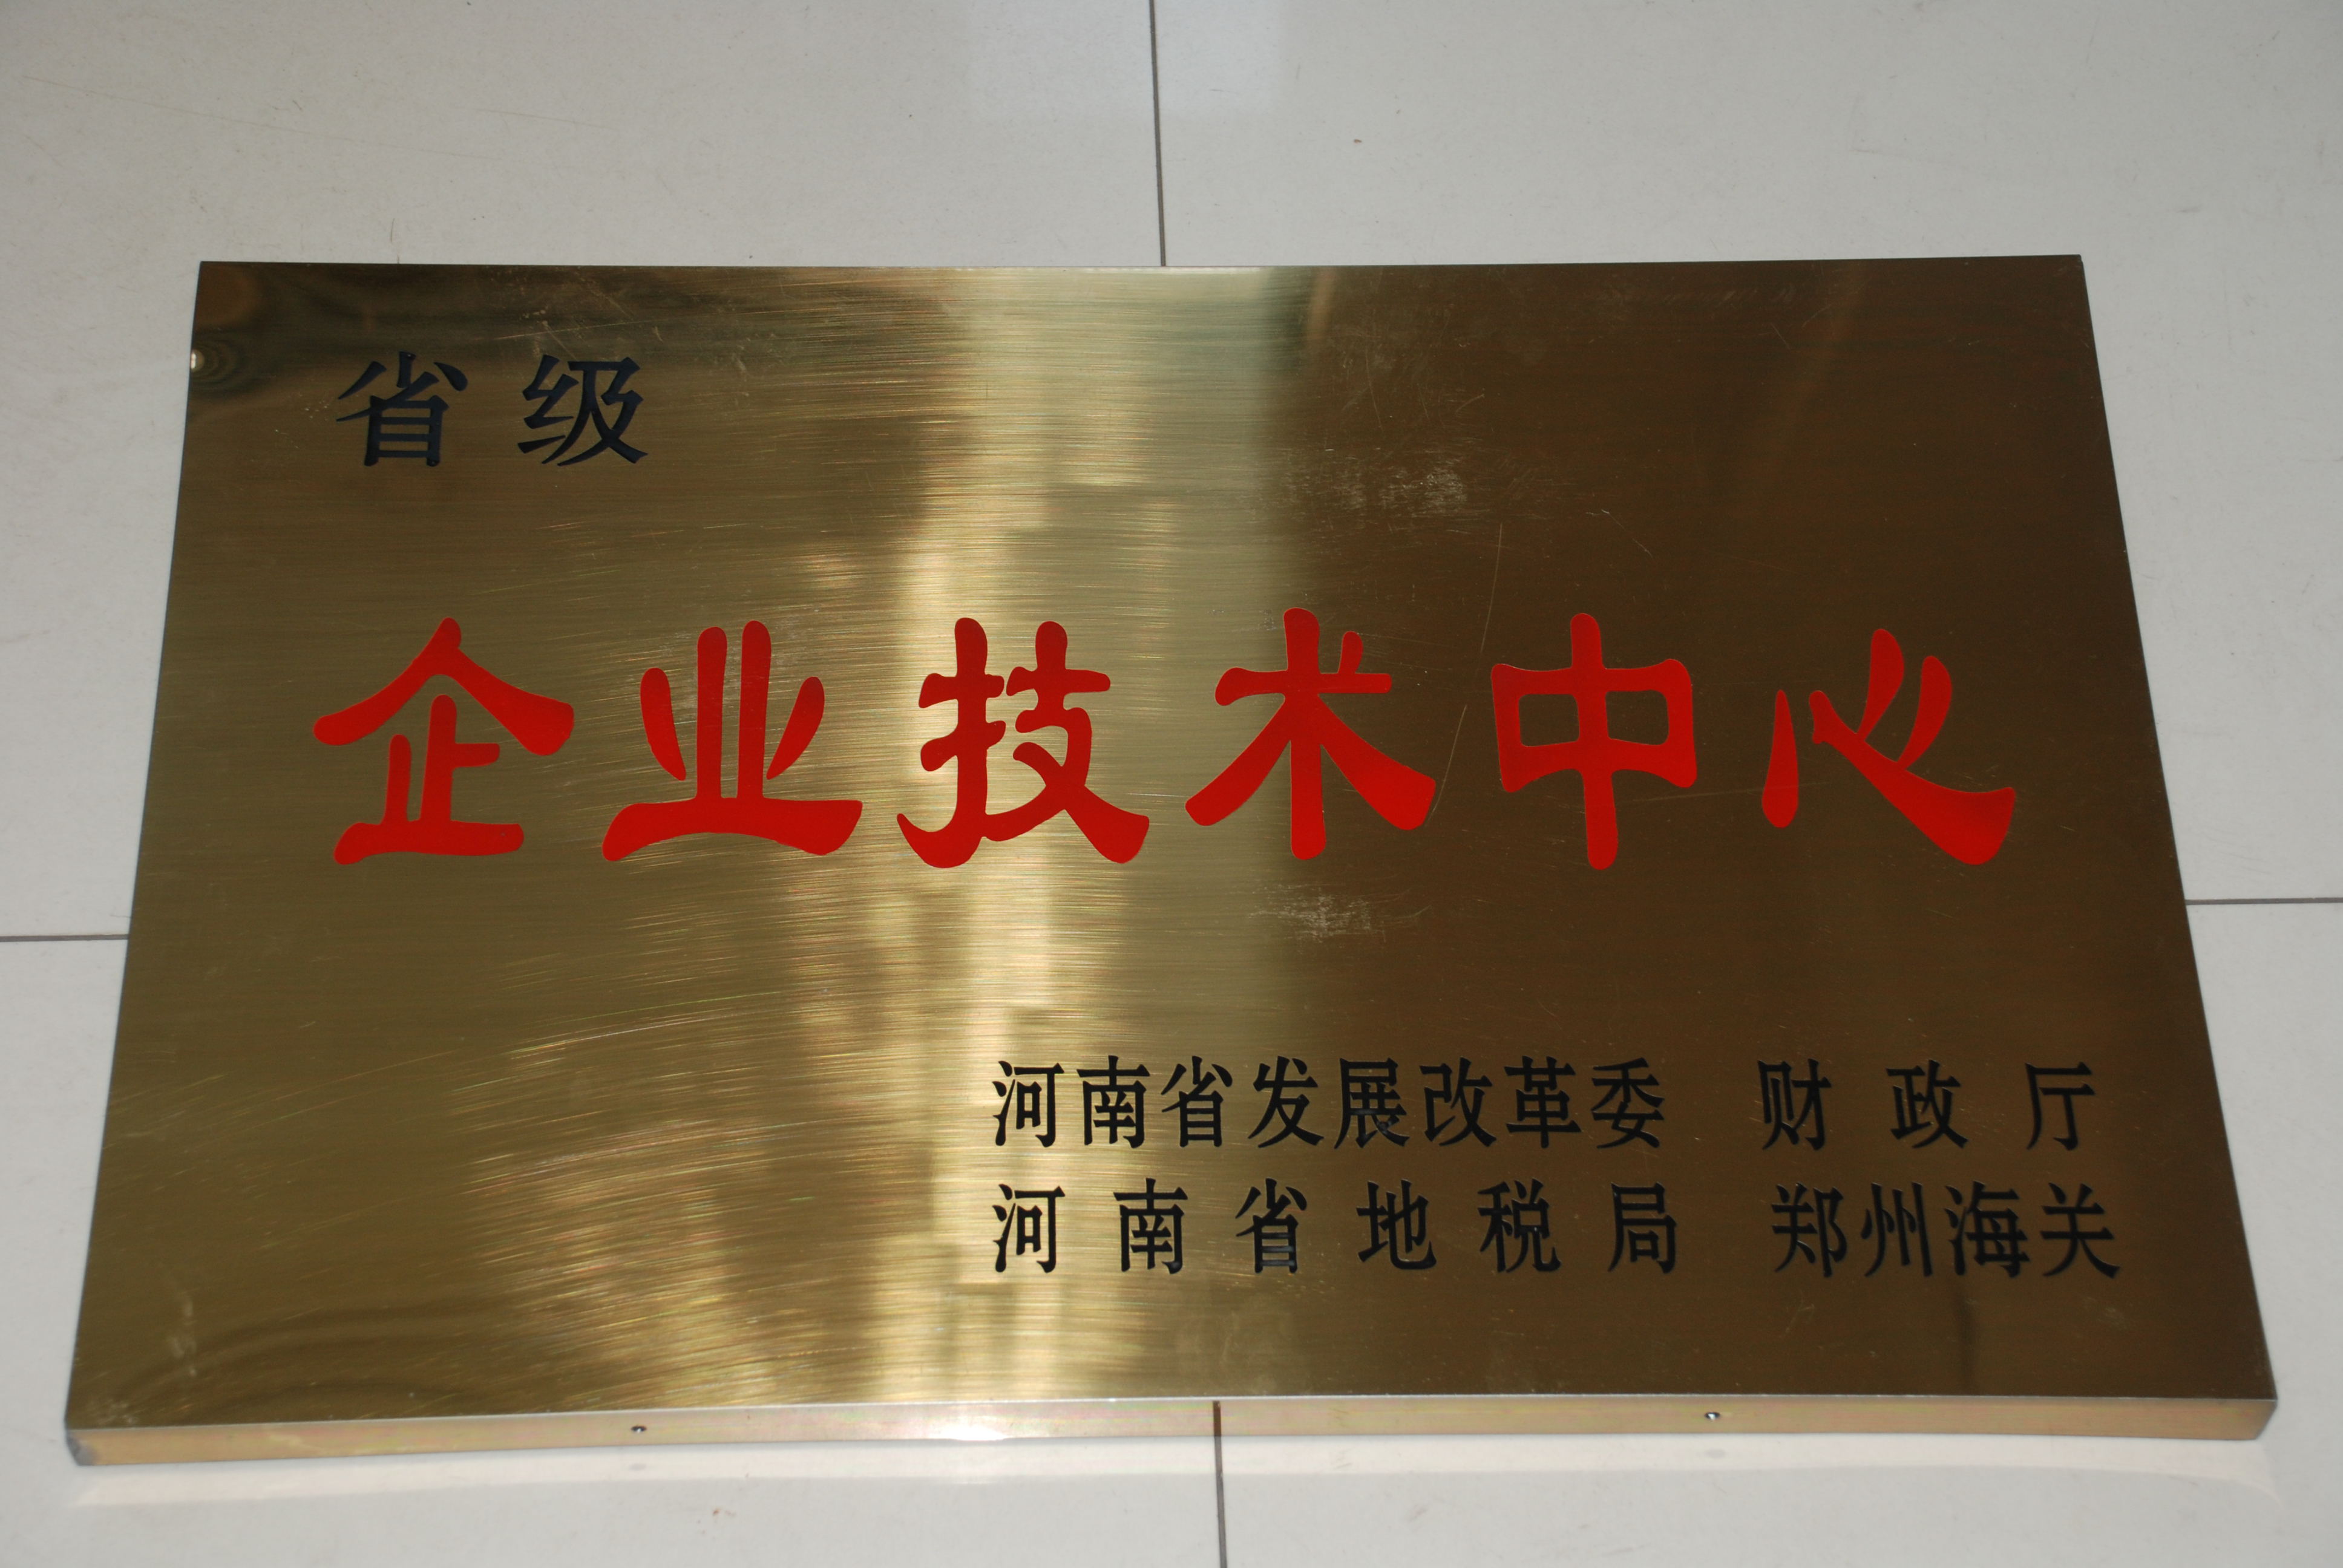 省级
企业技术中心
河南省发展改革委 财政厅
河南省地税局 郑州海关